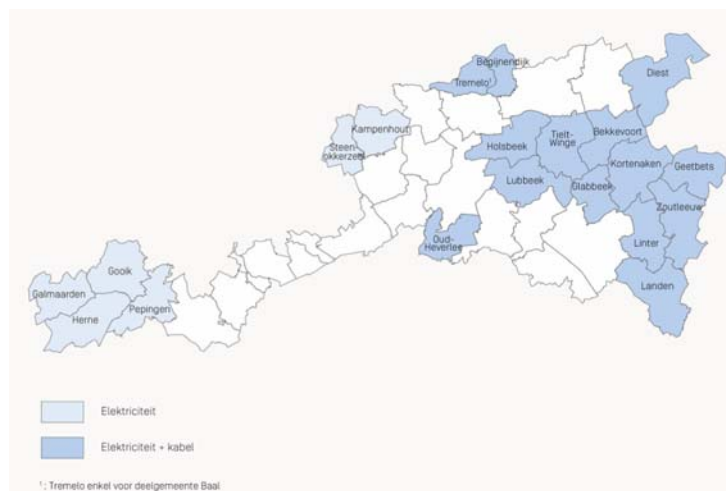 Begijnendijk
Tremelo¹
Diest
Kampenhout
Steen-
okkerzeel
Holsbeek
Tielt-
Winge
Bekkevoort
Kortenaken
Geetbets
Lubbeek
Glabbeek
Zoutleeuw
Oud-
Heverlee
Linter
Landen
Gooik
Galmaarden
Herne
Pepingen
Elektriciteit
Elektriciteit + kabel
¹ : Tremelo enkel voor deelgemeente Baal